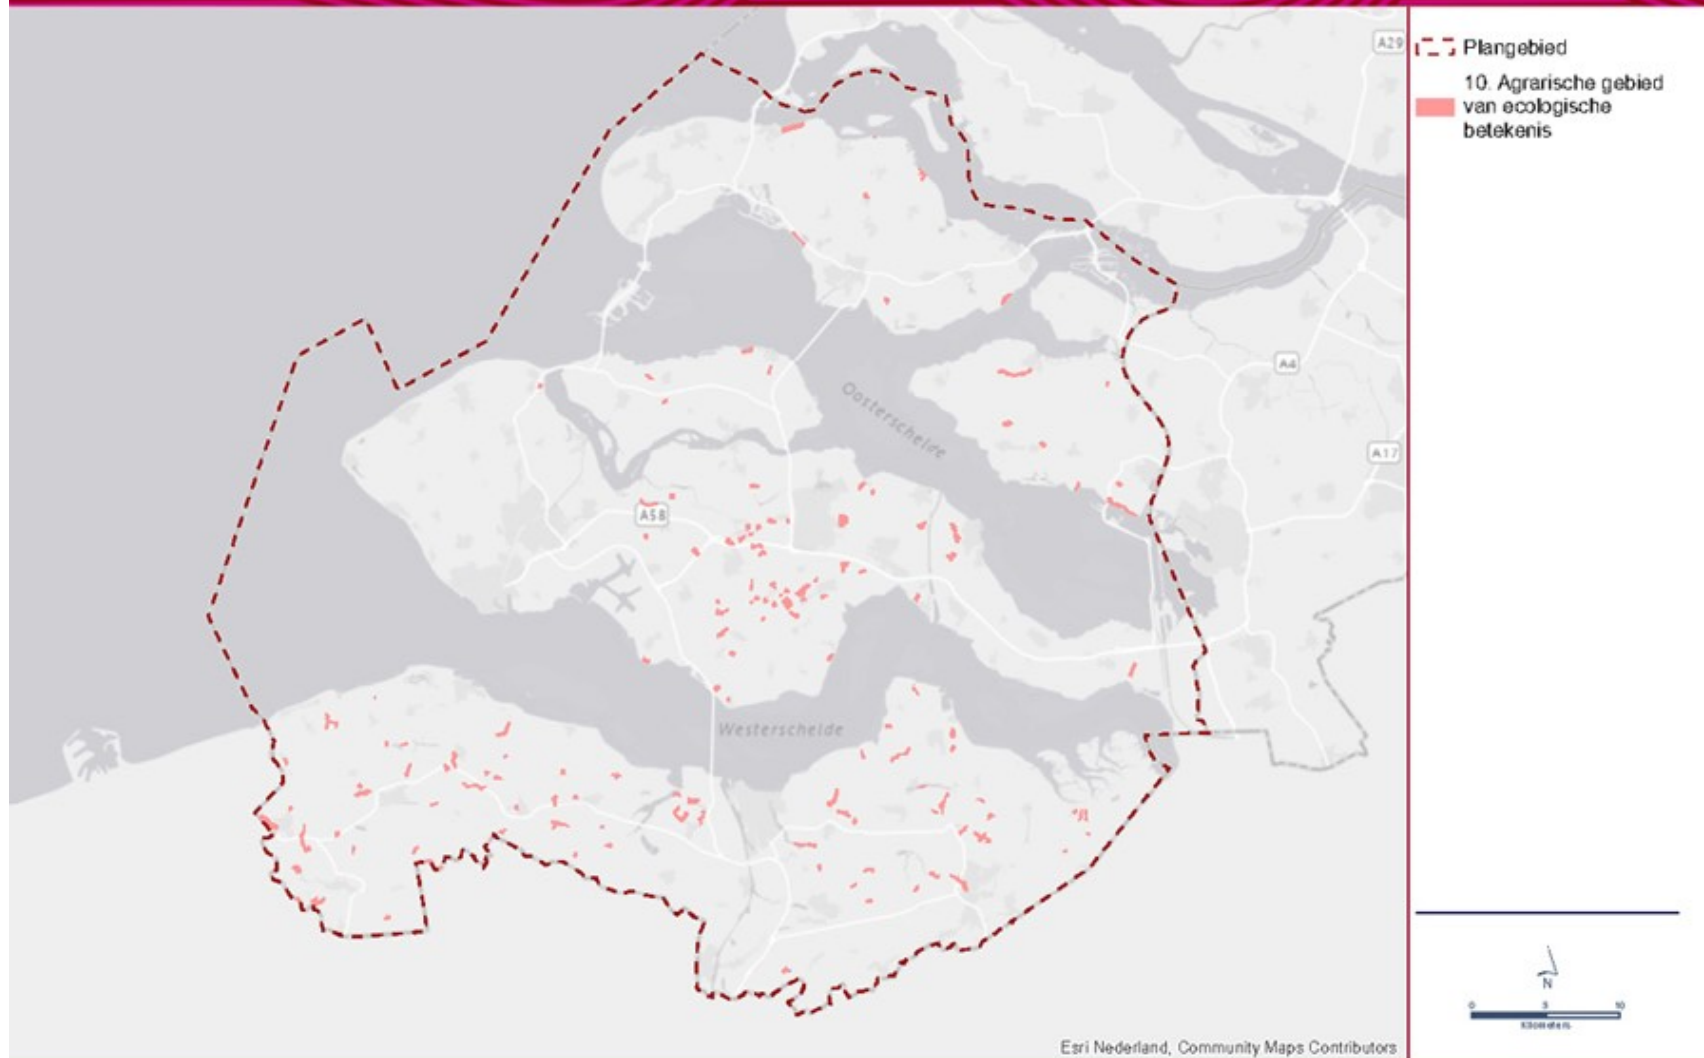 A29
Plangebied
10. Agrarische gebied
van ecologische
betekenis
A4
Oosterschelde
A17
A58
Westerschelde
N
0 5 10
Kilometers
Esri Nederland, Community Maps Contributors